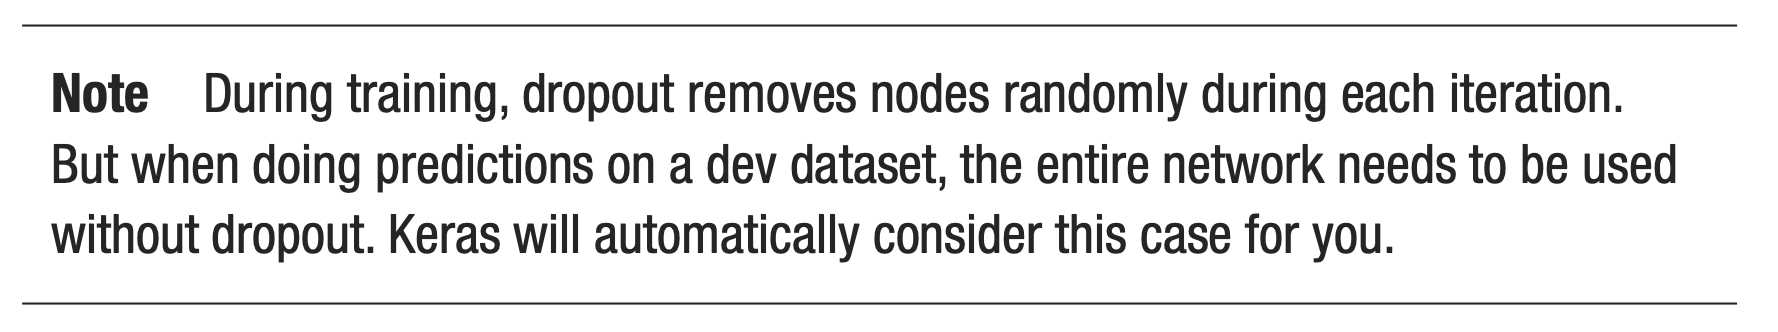 Note During training, dropout removes nodes randomly during each iteration.
But when doing predictions on a dev dataset, the entire network needs to be used
without dropout. Keras will automatically consider this case for you.